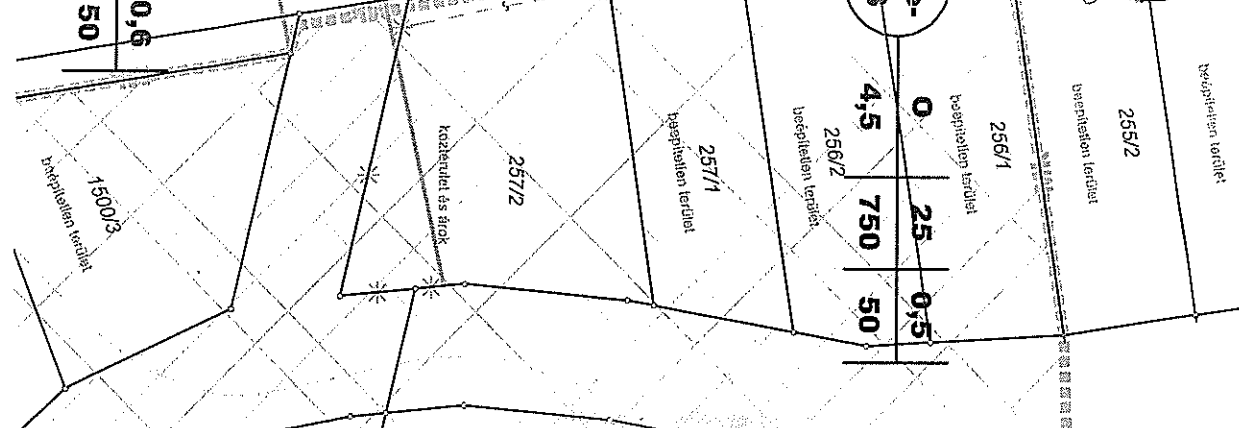 0,6
50
1500/3
beépítetlen terület
közterület és árok
257/2
257/1
beépítetlen terület
256/2
beépítetlen terület
0
25
0,5
4,5
750
50
256/1
beépítetlen terület
255/2
beépítetlen terület
beépítetlen terület